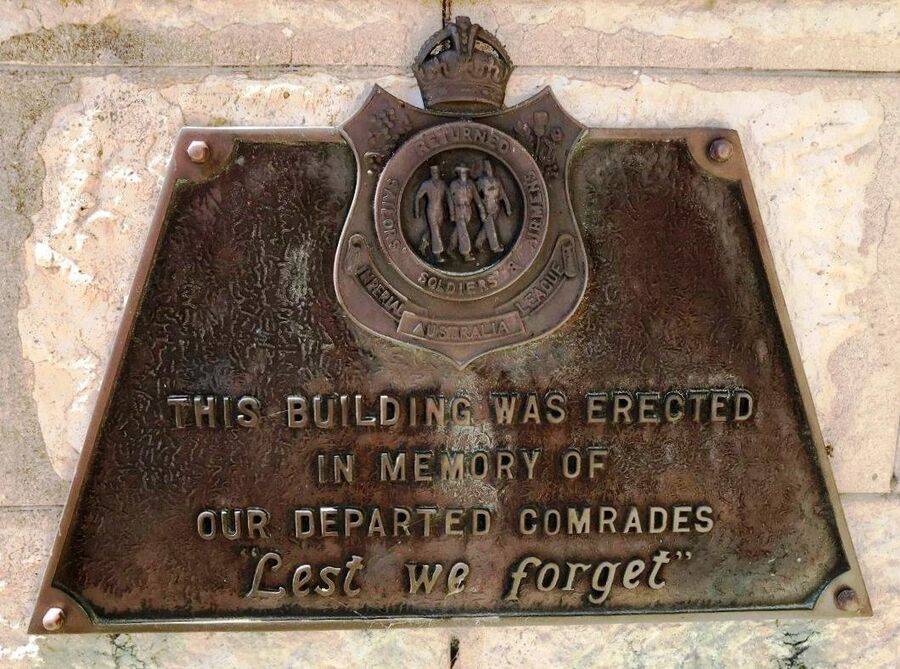 RETURNED
SAILORS
SOLDIERS' &
AIRMENS
IMPERIAL
LEAGUE
AUSTRALIA
THIS BUILDING WAS ERECTED
IN MEMORY OF
OUR DEPARTED COMRADES
"Lest we forget"